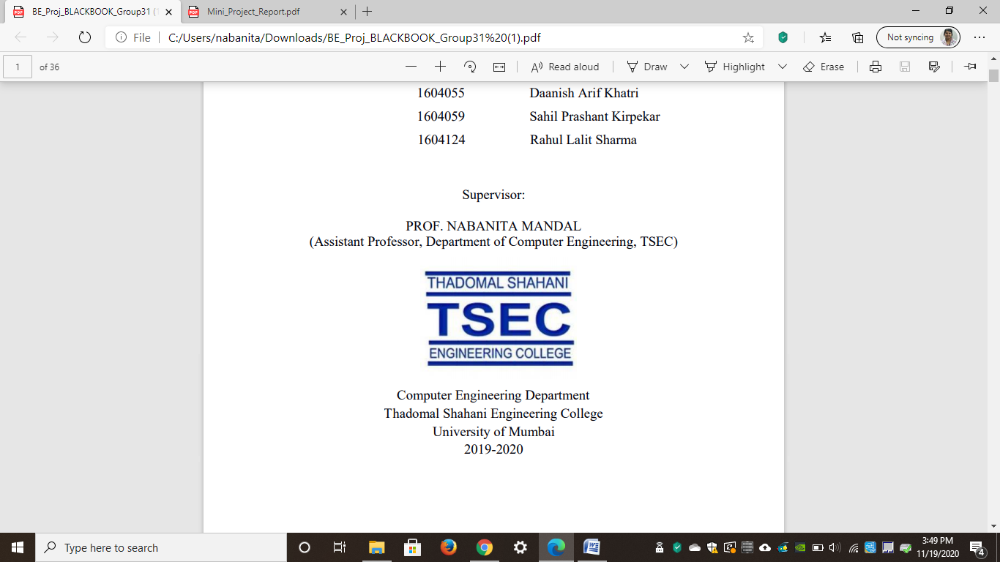 BE_Proj_BLACKBOOK_Group31 (1
Mini_Project_Report.pdf
File
C:/Users/nabanita/Downloads/BE_Proj_BLACKBOOK_Group31%20(1).pdf
Not syncing
1 of 36
Read aloud
Draw
Highlight
Erase
1604055 Daanish Arif Khatri
1604059 Sahil Prashant Kirpekar
1604124 Rahul Lalit Sharma
Supervisor:
PROF. NABANITA MANDAL
(Assistant Professor, Department of Computer Engineering, TSEC)
THADOMAL SHAHANI
TSEC
ENGINEERING COLLEGE
Computer Engineering Department
Thadomal Shahani Engineering College
University of Mumbai
2019-2020
Type here to search
3:49 PM
11/19/2020
4